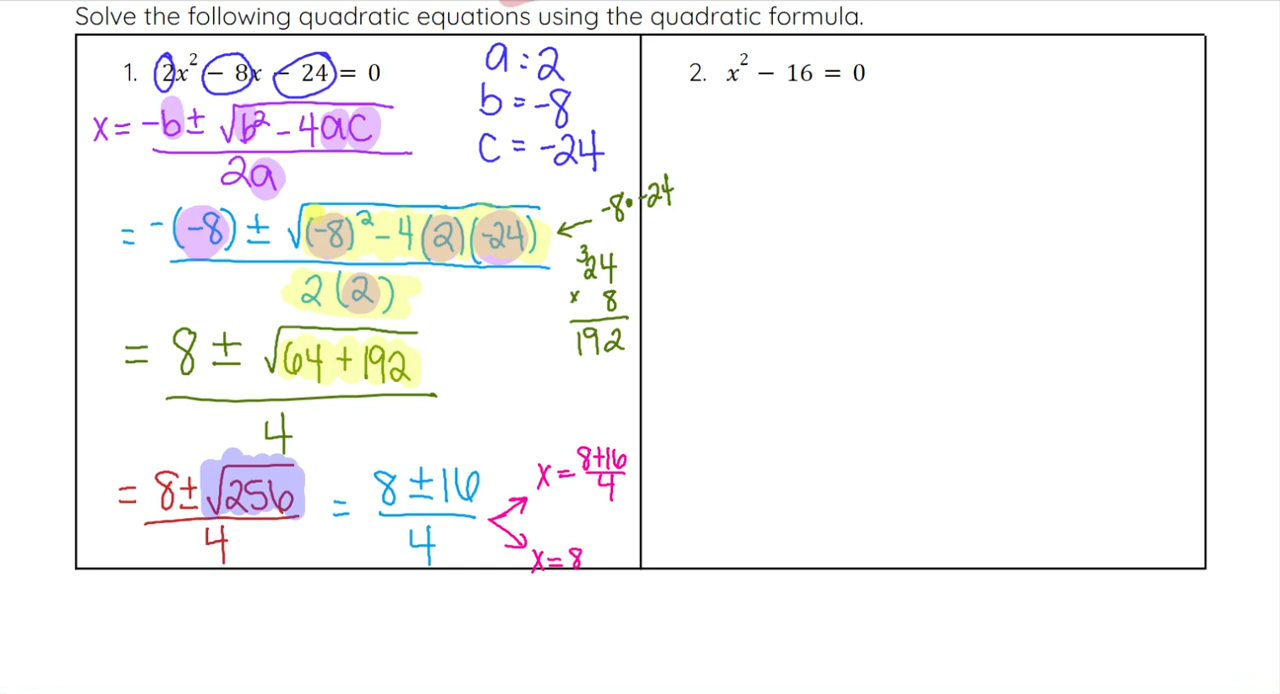 Solve the following quadratic equations using the quadratic formula.
1. 2x² − 8x − 24 = 0
a : 2
b = -8
c = -24
x = -b ± √b² - 4ac
2a
= -(-8) ± √(-8)² - 4(2)(-24)
2(2)
← -8 • -24
3
24
x 8
192
= 8 ± √64 + 192
4
= 8 ± √256
4
= 8 ± 16
4
x = 8+16
4
x = 8
2. x² − 16 = 0